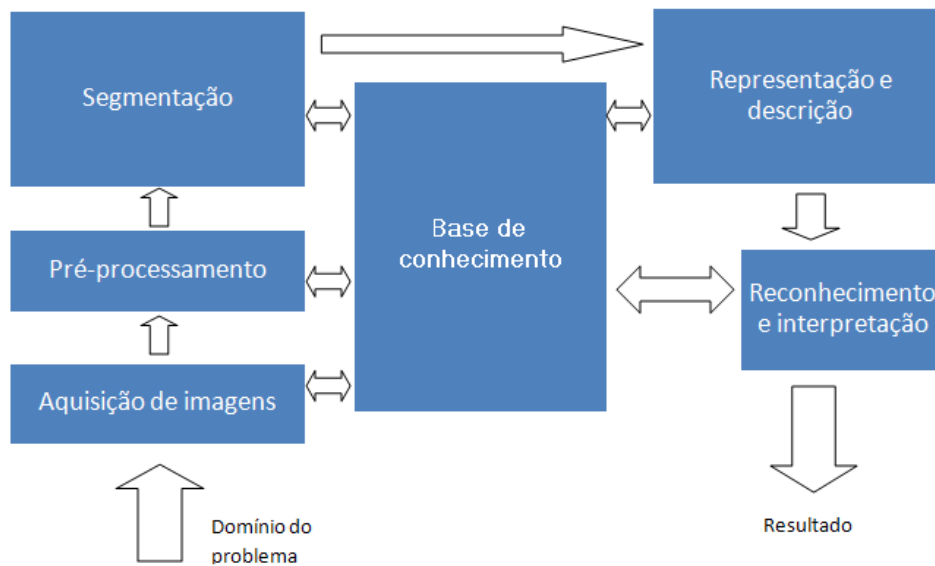 Segmentação
Representação e
descrição
Base de
conhecimento
Pré-processamento
Reconhecimento
e interpretação
Aquisição de imagens
Domínio do
problema
Resultado